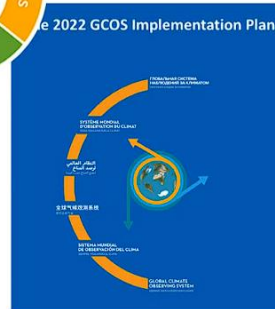 e 2022 GCOS Implementation Plan
ГЛОБАЛЬНАЯ СИСТЕМА
НАБЛЮДЕНИЙ ЗА КЛИМАТОМ
SYSTÈME MONDIAL
D'OBSERVATION DU CLIMAT
النظام العالمي
لرصد المناخ
全球气候观测系统
SISTEMA MUNDIAL
DE OBSERVACIÓN DEL CLIMA
GLOBAL CLIMATE
OBSERVING SYSTEM